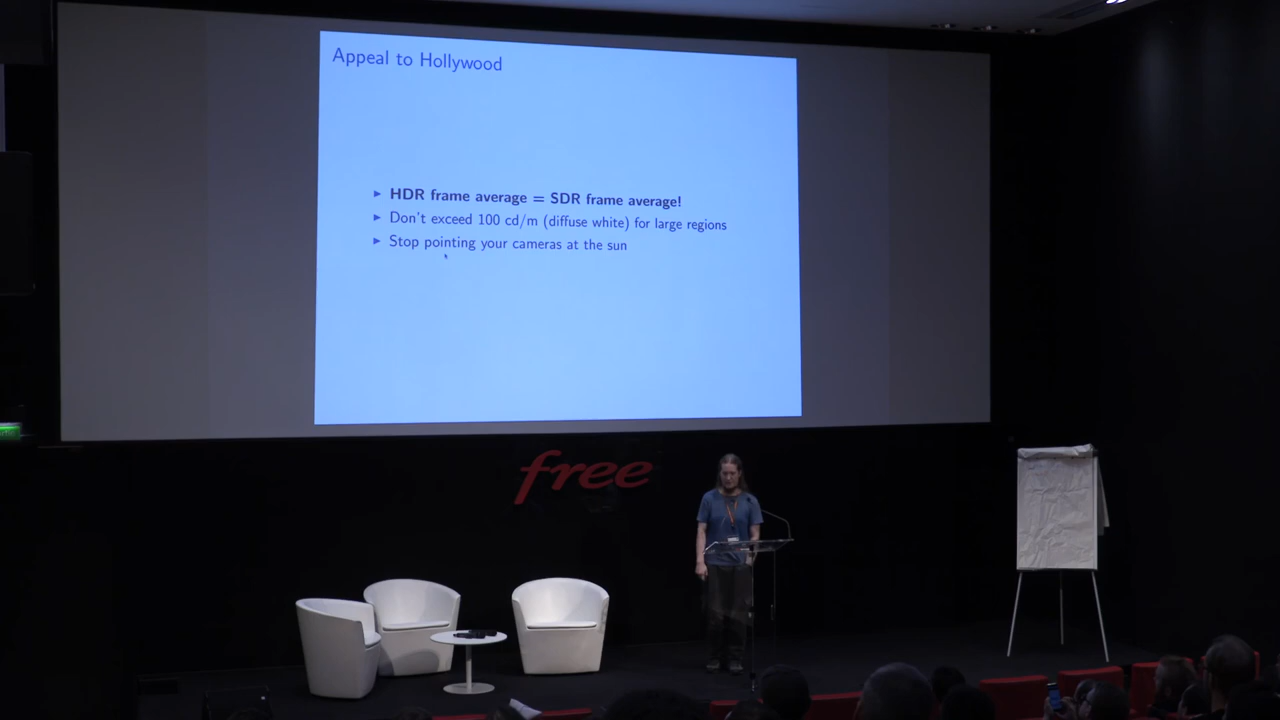 Appeal to Hollywood
HDR frame average = SDR frame average!
Don't exceed 100 cd/m (diffuse white) for large regions
Stop pointing your cameras at the sun
free